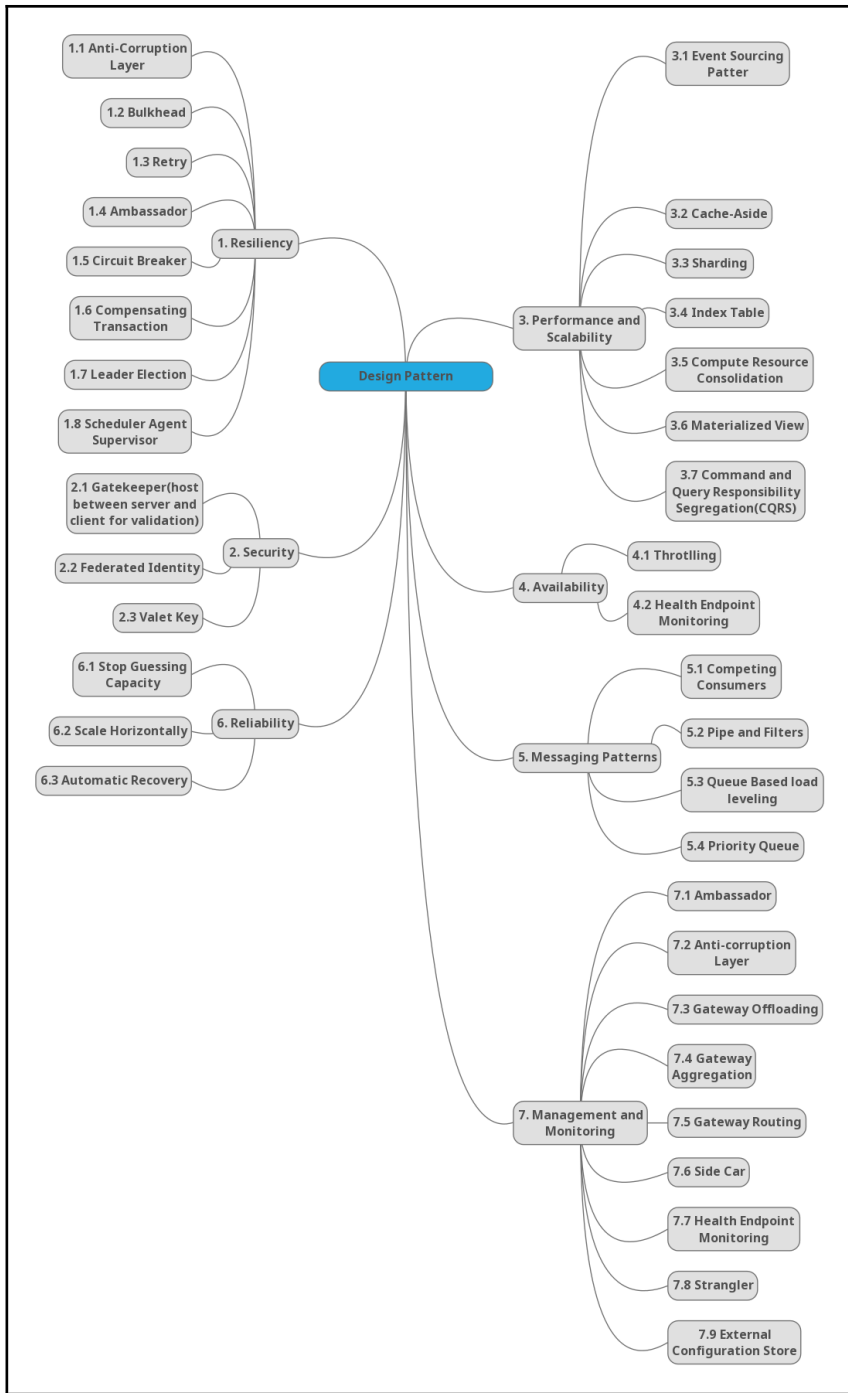 Design Pattern
1. Resiliency
1.1 Anti-Corruption
Layer
1.2 Bulkhead
1.3 Retry
1.4 Ambassador
1.5 Circuit Breaker
1.6 Compensating
Transaction
1.7 Leader Election
1.8 Scheduler Agent
Supervisor
2. Security
2.1 Gatekeeper(host
between server and
client for validation)
2.2 Federated Identity
2.3 Valet Key
6. Reliability
6.1 Stop Guessing
Capacity
6.2 Scale Horizontally
6.3 Automatic Recovery
3. Performance and
Scalability
3.1 Event Sourcing
Patter
3.2 Cache-Aside
3.3 Sharding
3.4 Index Table
3.5 Compute Resource
Consolidation
3.6 Materialized View
3.7 Command and
Query Responsibility
Segregation(CQRS)
4. Availability
4.1 Throtlling
4.2 Health Endpoint
Monitoring
5. Messaging Patterns
5.1 Competing
Consumers
5.2 Pipe and Filters
5.3 Queue Based load
leveling
5.4 Priority Queue
7. Management and
Monitoring
7.1 Ambassador
7.2 Anti-corruption
Layer
7.3 Gateway Offloading
7.4 Gateway
Aggregation
7.5 Gateway Routing
7.6 Side Car
7.7 Health Endpoint
Monitoring
7.8 Strangler
7.9 External
Configuration Store